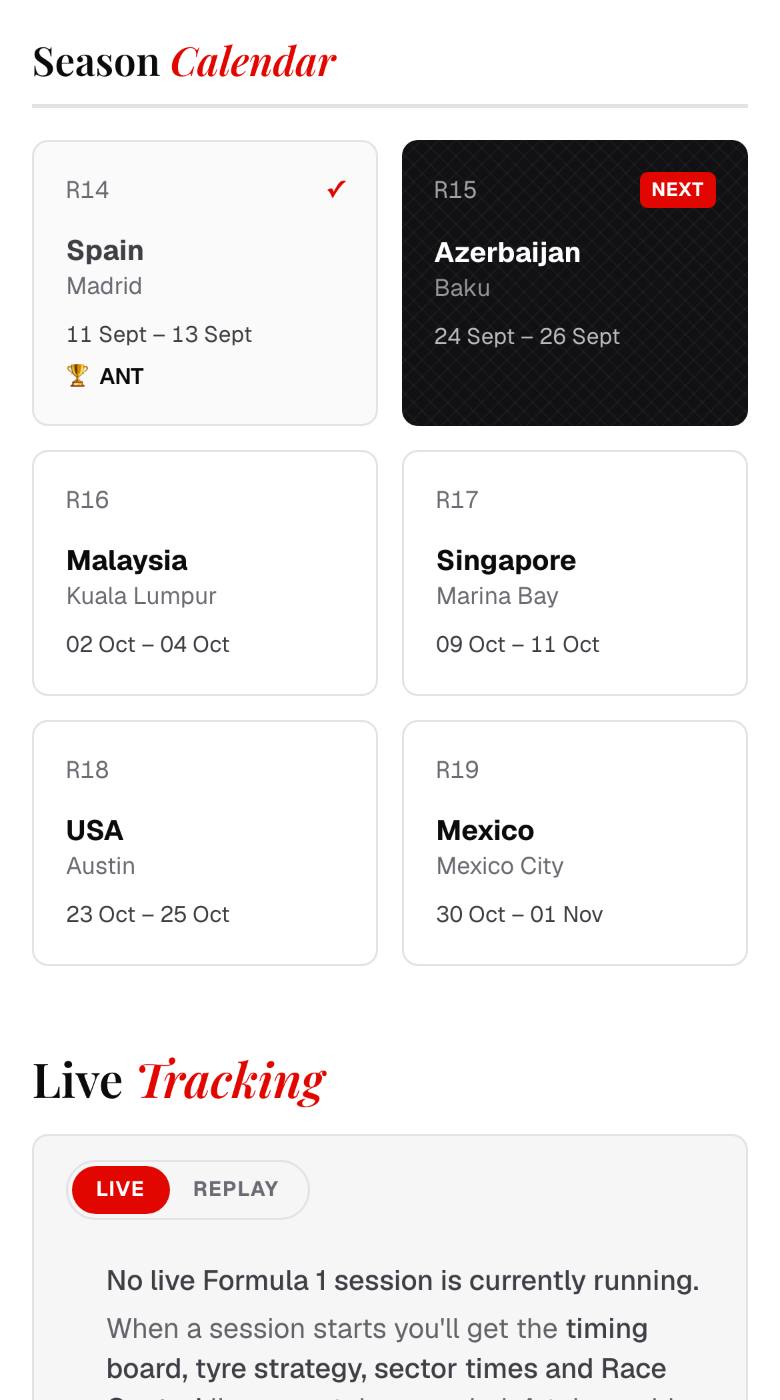 Season Calendar
R14 ✓
Spain
Madrid
11 Sept – 13 Sept
🏆 ANT
R15 NEXT
Azerbaijan
Baku
24 Sept – 26 Sept
R16
Malaysia
Kuala Lumpur
02 Oct – 04 Oct
R17
Singapore
Marina Bay
09 Oct – 11 Oct
R18
USA
Austin
23 Oct – 25 Oct
R19
Mexico
Mexico City
30 Oct – 01 Nov
Live Tracking
LIVE REPLAY
No live Formula 1 session is currently running.
When a session starts you'll get the timing
board, tyre strategy, sector times and Race